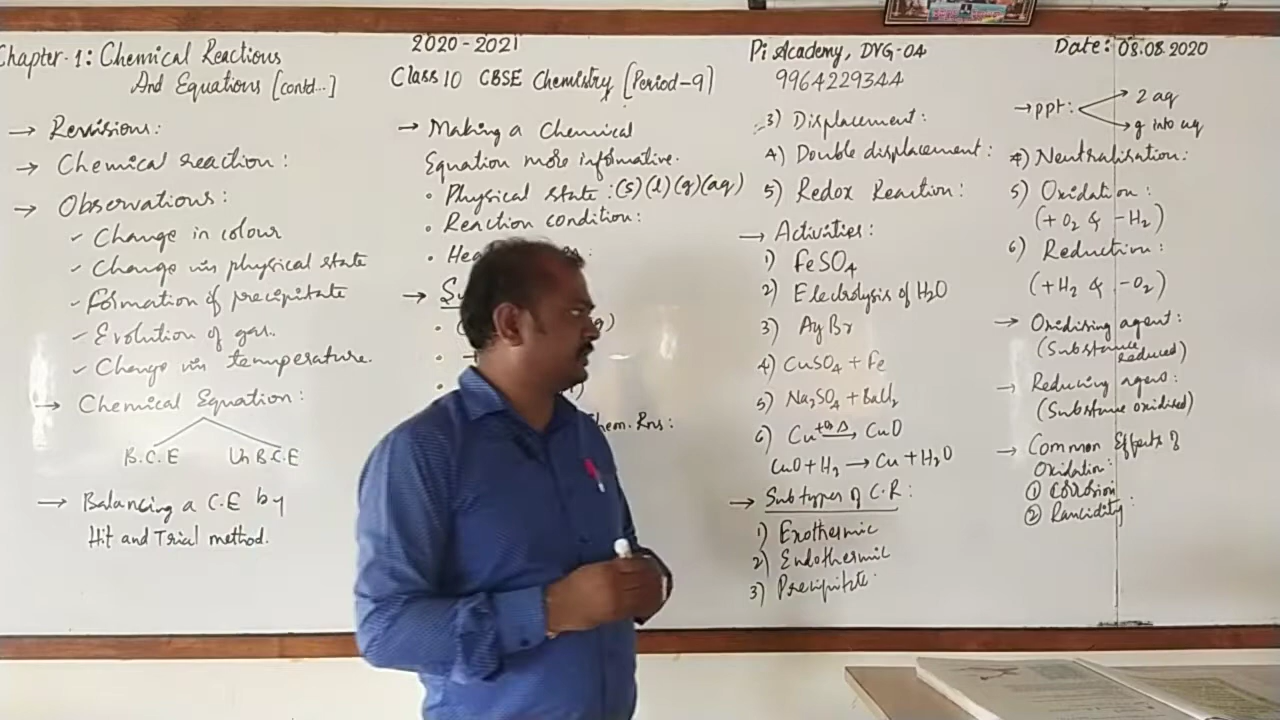 Chapter-1: Chemical Reactions
And Equations [contd...]
→ Revisions:
→ Chemical reaction:
→ Observations:
✓ Change in colour
✓ Change in physical state
✓ Formation of precipitate
✓ Evolution of gas.
✓ Change in temperature.
→ Chemical Equation:
B.C.E Un B.C.E
→ Balancing a C.E by
Hit and Trial method.
2020-2021
Class 10 CBSE Chemistry [Period-9]
→ Making a Chemical
Equation more informative.
• Physical state: (s)(l)(g)(aq)
• Reaction condition:
• Hea
→ Sy
Chem. Rns:
Pi Academy, DVG-04
9964229344
3) Displacement:
4) Double displacement:
5) Redox Reaction:
→ Activities:
1) FeSO4
2) Electrolysis of H2O
3) AgBr
4) CuSO4 + Fe
5) Na2SO4 + BaCl2
6) Cu → CuO
CuO + H2 → Cu + H2O
→ Subtypes of C.R:
1) Exothermic
2) Endothermic
3) Precipitate
Date: 08.08.2020
→ ppt: 2 aq
g into aq
4) Neutralisation:
5) Oxidation:
(+O2 & -H2)
6) Reduction:
(+H2 & -O2)
→ Oxidising agent:
(Substance reduced)
→ Reducing agent:
(Substance oxidised)
→ Common Effects of
Oxidation:
① Corrosion
② Rancidity: